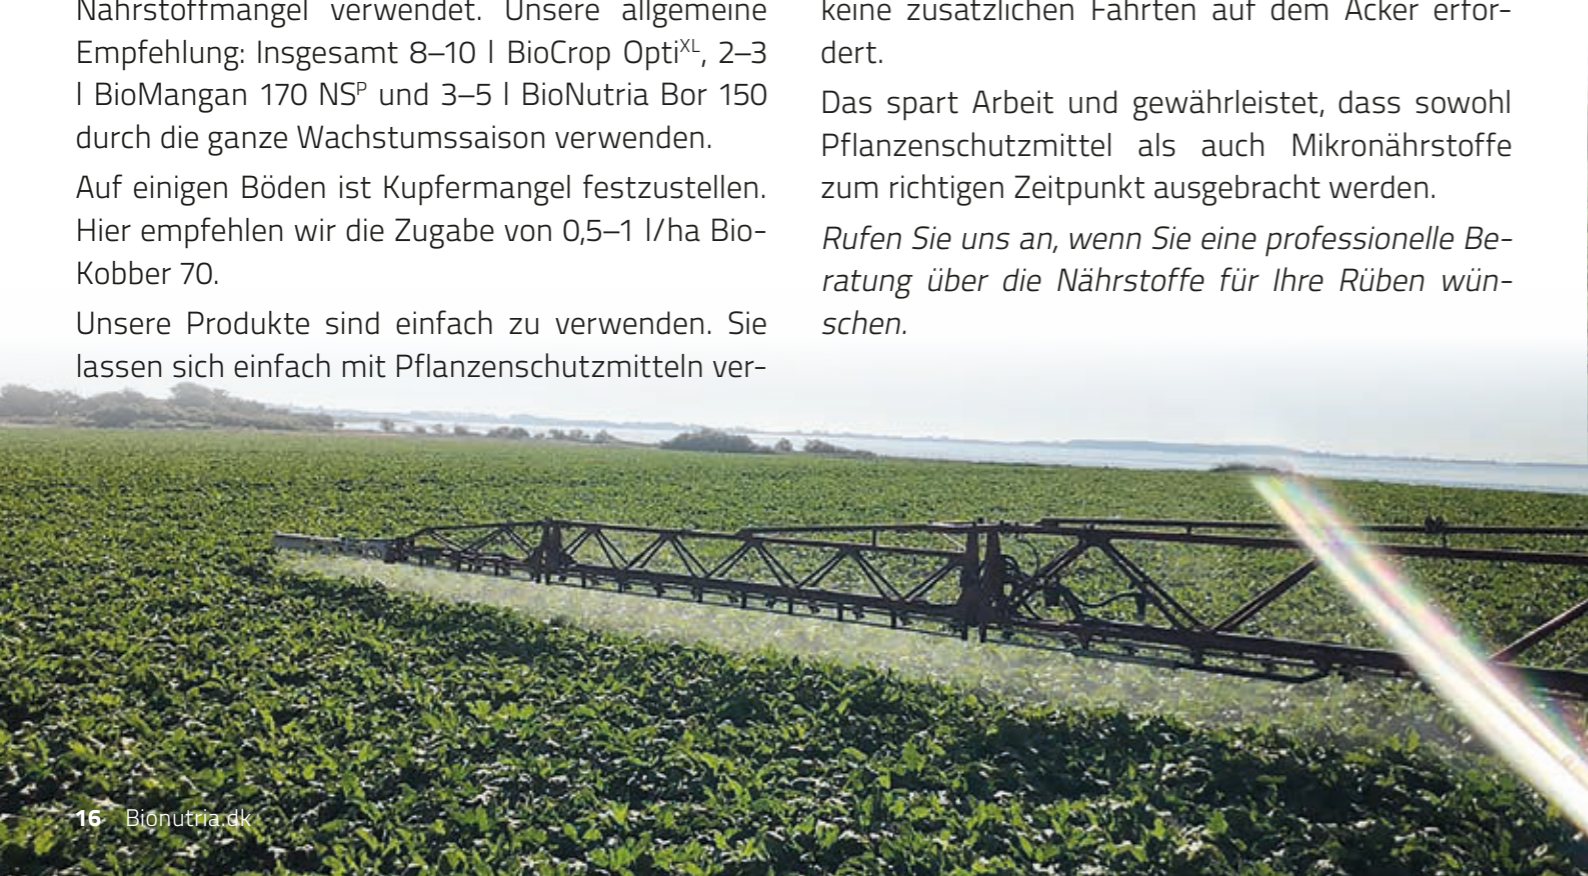 Nährstoffmangel verwendet. Unsere allgemeine
Empfehlung: Insgesamt 8–10 l BioCrop Opti^XL, 2–3
l BioMangan 170 NS^P und 3–5 l BioNutria Bor 150
durch die ganze Wachstumssaison verwenden.
Auf einigen Böden ist Kupfermangel festzustellen.
Hier empfehlen wir die Zugabe von 0,5–1 l/ha Bio-
Kobber 70.
Unsere Produkte sind einfach zu verwenden. Sie
lassen sich einfach mit Pflanzenschutzmitteln ver-
keine zusätzlichen Fahrten auf dem Acker erfor-
dert.
Das spart Arbeit und gewährleistet, dass sowohl
Pflanzenschutzmittel als auch Mikronährstoffe
zum richtigen Zeitpunkt ausgebracht werden.
Rufen Sie uns an, wenn Sie eine professionelle Be-
ratung über die Nährstoffe für Ihre Rüben wün-
schen.
16 Bionutria.dk